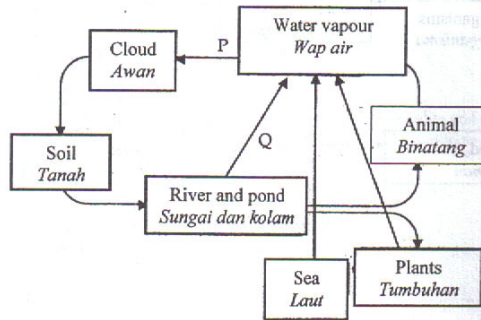 Water vapour
Wap air
P
Cloud
Awan
Animal
Binatang
Soil
Tanah
Q
River and pond
Sungai dan kolam
Sea
Laut
Plants
Tumbuhan